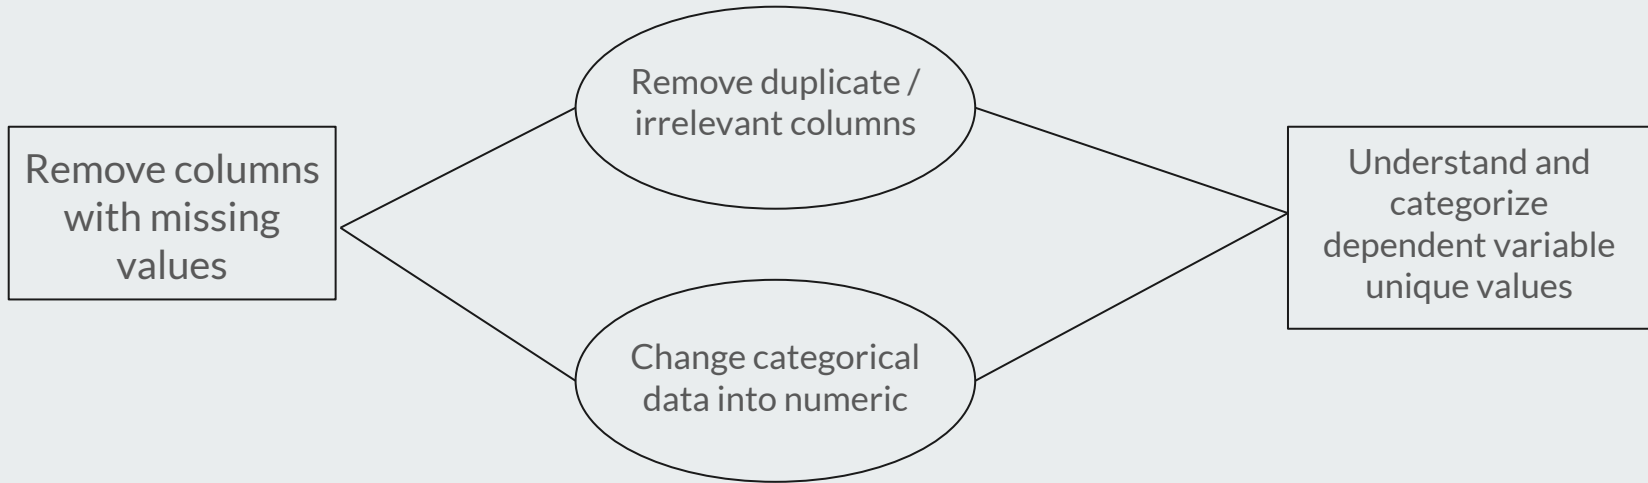 Remove columns
with missing
values
Remove duplicate /
irrelevant columns
Change categorical
data into numeric
Understand and
categorize
dependent variable
unique values